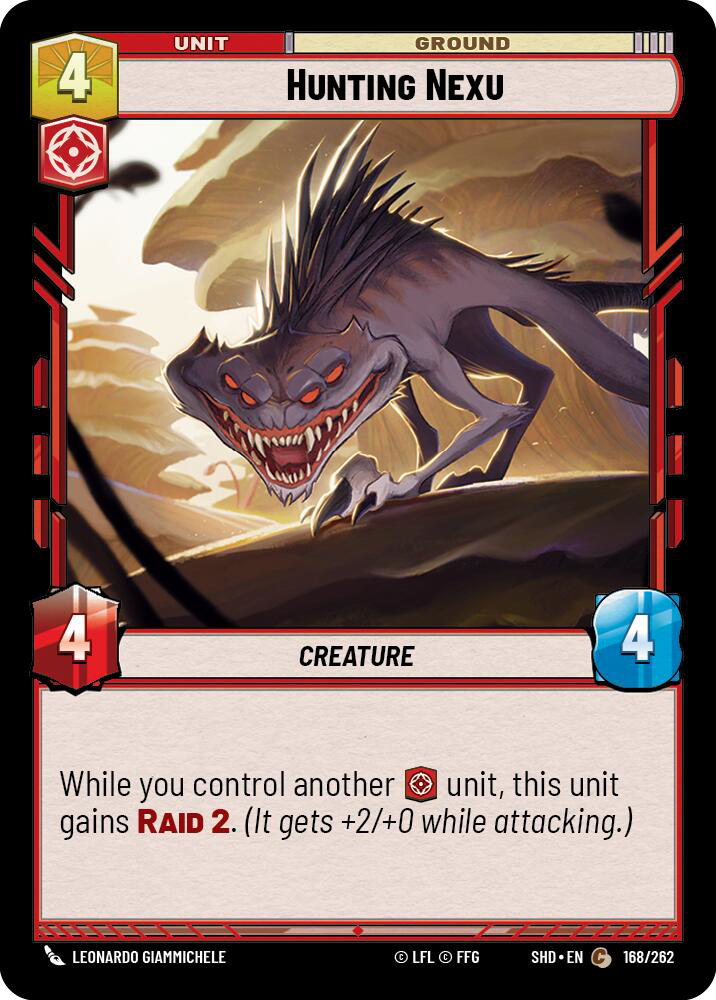 UNIT
GROUND
4
HUNTING NEXU
4
CREATURE
4
While you control another unit, this unit
gains RAID 2. (It gets +2/+0 while attacking.)
LEONARDO GIAMMICHELE
© LFL © FFG
SHD • EN C 168/262